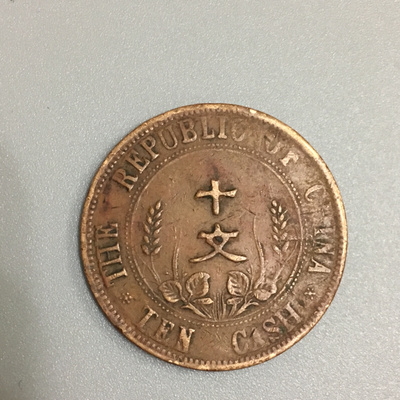 THE REPUBLIC OF CHINA
十
文
TEN CASH